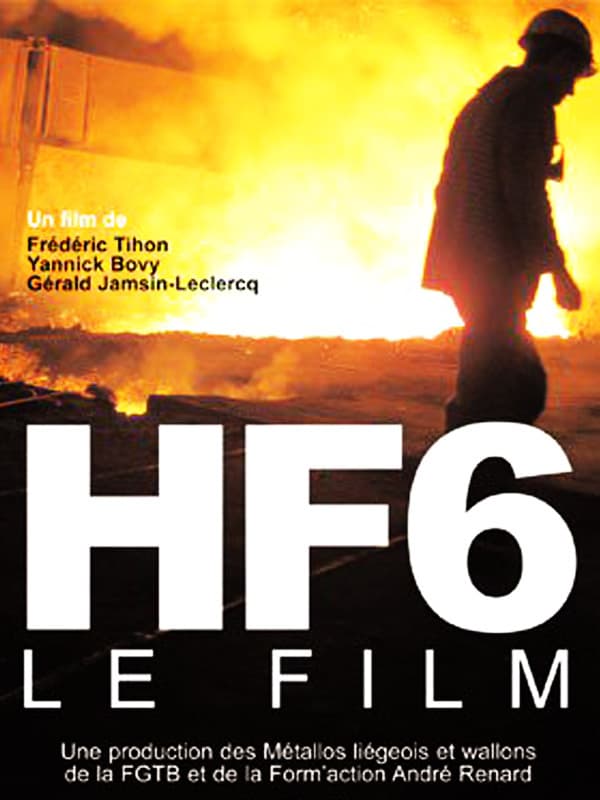 Un film de
Frédéric Tihon
Yannick Bovy
Gérald Jamsin-Leclercq
HF6
LE FILM
Une production des Métallos liégeois et wallons
de la FGTB et de la Form'action André Renard